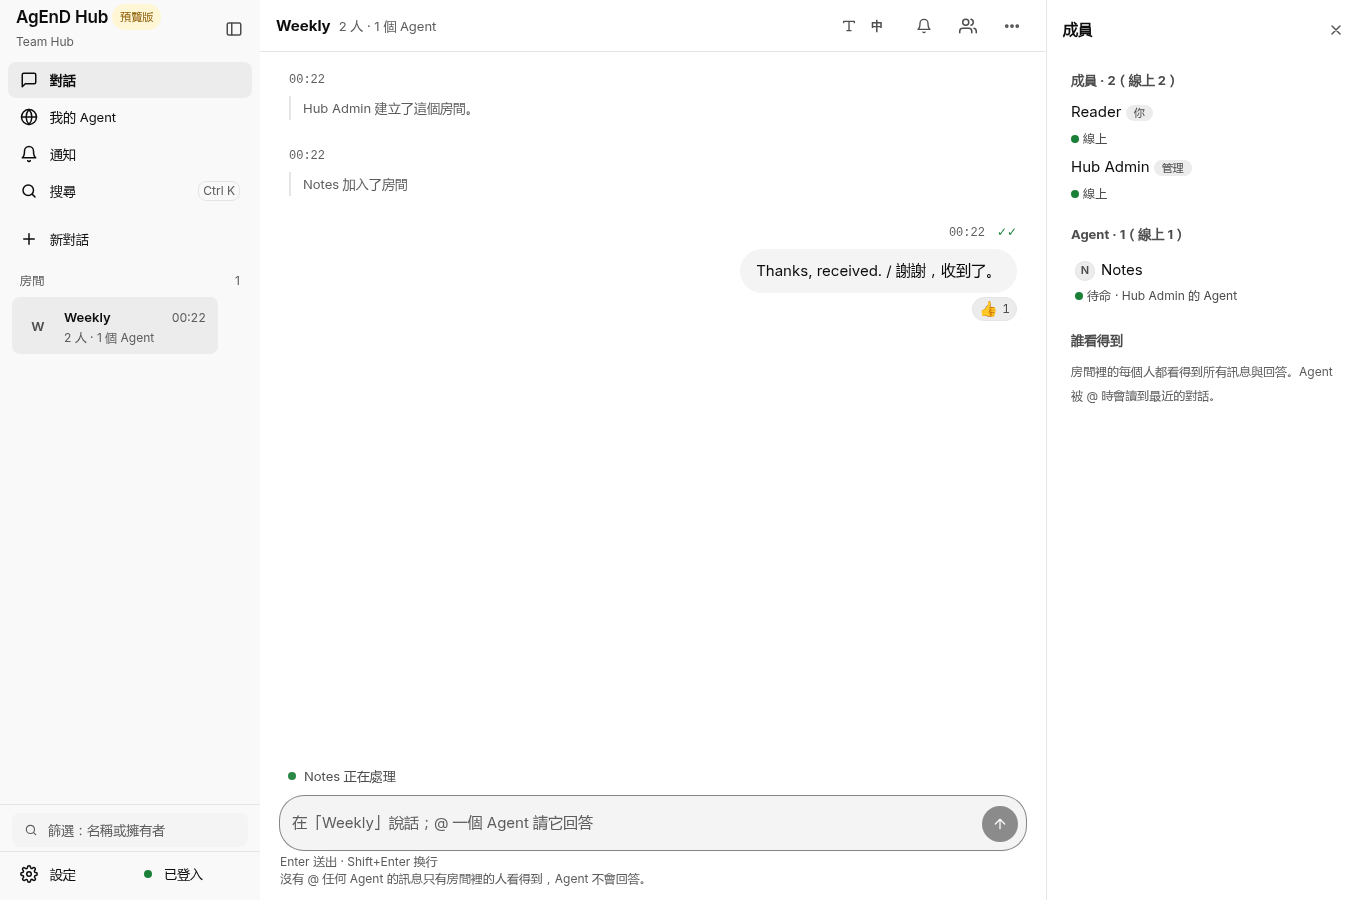 AgEnD Hub 預覽版
Team Hub
對話
我的 Agent
通知
搜尋 Ctrl K
新對話
房間 1
W
Weekly 00:22
2 人 · 1 個 Agent
篩選：名稱或擁有者
設定 已登入
Weekly 2 人 · 1 個 Agent
T 中
00:22
Hub Admin 建立了這個房間。
00:22
Notes 加入了房間
00:22 ✓✓
Thanks, received. / 謝謝，收到了。
👍 1
Notes 正在處理
在「Weekly」說話；@ 一個 Agent 請它回答
Enter 送出 · Shift+Enter 換行
沒有 @ 任何 Agent 的訊息只有房間裡的人看得到，Agent 不會回答。
成員
成員 · 2（線上 2）
Reader 你
線上
Hub Admin 管理
線上
Agent · 1（線上 1）
N Notes
待命 · Hub Admin 的 Agent
誰看得到
房間裡的每個人都看得到所有訊息與回答。Agent
被 @ 時會讀到最近的對話。